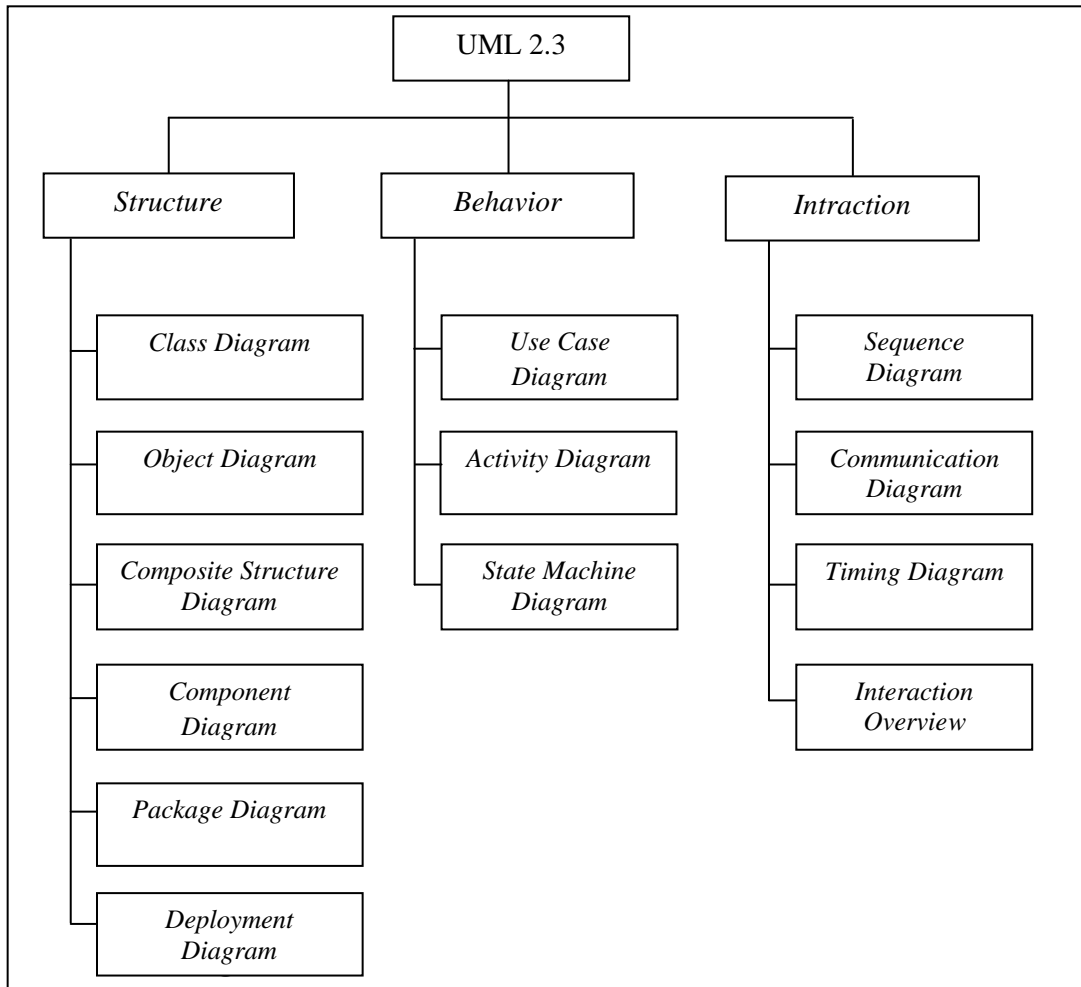 UML 2.3
Structure
Behavior
Intraction
Class Diagram
Object Diagram
Composite Structure
Diagram
Component
Diagram
Package Diagram
Deployment
Diagram
Use Case
Diagram
Activity Diagram
State Machine
Diagram
Sequence
Diagram
Communication
Diagram
Timing Diagram
Interaction
Overview